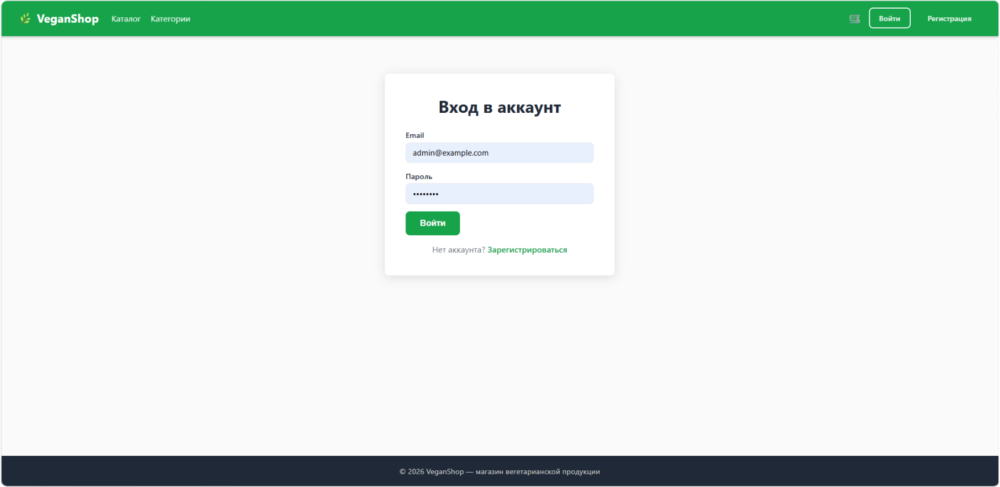 VeganShop Каталог Категории Войти Регистрация
Вход в аккаунт
Email
admin@example.com
Пароль
••••••••
Войти
Нет аккаунта? Зарегистрироваться
© 2026 VeganShop — магазин вегетарианской продукции